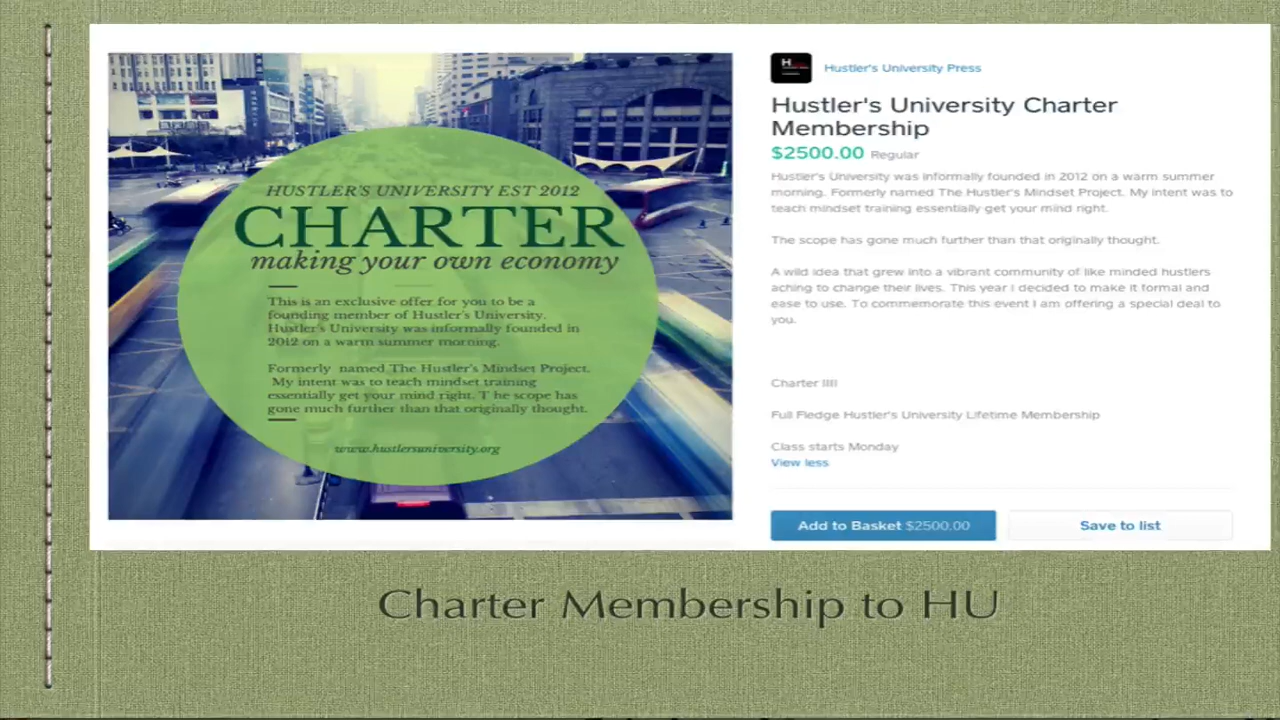 HUSTLER'S UNIVERSITY EST 2012
CHARTER
making your own economy
This is an exclusive offer for you to be a
founding member of Hustler's University.
Hustler's University was informally founded in
2012 on a warm summer morning.
Formerly named The Hustler's Mindset Project.
My intent was to teach mindset training
essentially get your mind right. T he scope has
gone much further than that originally thought.
www.hustlersuniversity.org
H
Hustler's University Press
Hustler's University Charter
Membership
$2500.00 Regular
Hustler's University was informally founded in 2012 on a warm summer
morning. Formerly named The Hustler's Mindset Project. My intent was to
teach mindset training essentially get your mind right.
The scope has gone much further than that originally thought.
A wild idea that grew into a vibrant community of like minded hustlers
aching to change their lives. This year I decided to make it formal and
ease to use. To commemorate this event I am offering a special deal to
you.
Charter IIII
Full Fledge Hustler's University Lifetime Membership
Class starts Monday
View less
Add to Basket $2500.00
Save to list
Charter Membership to HU